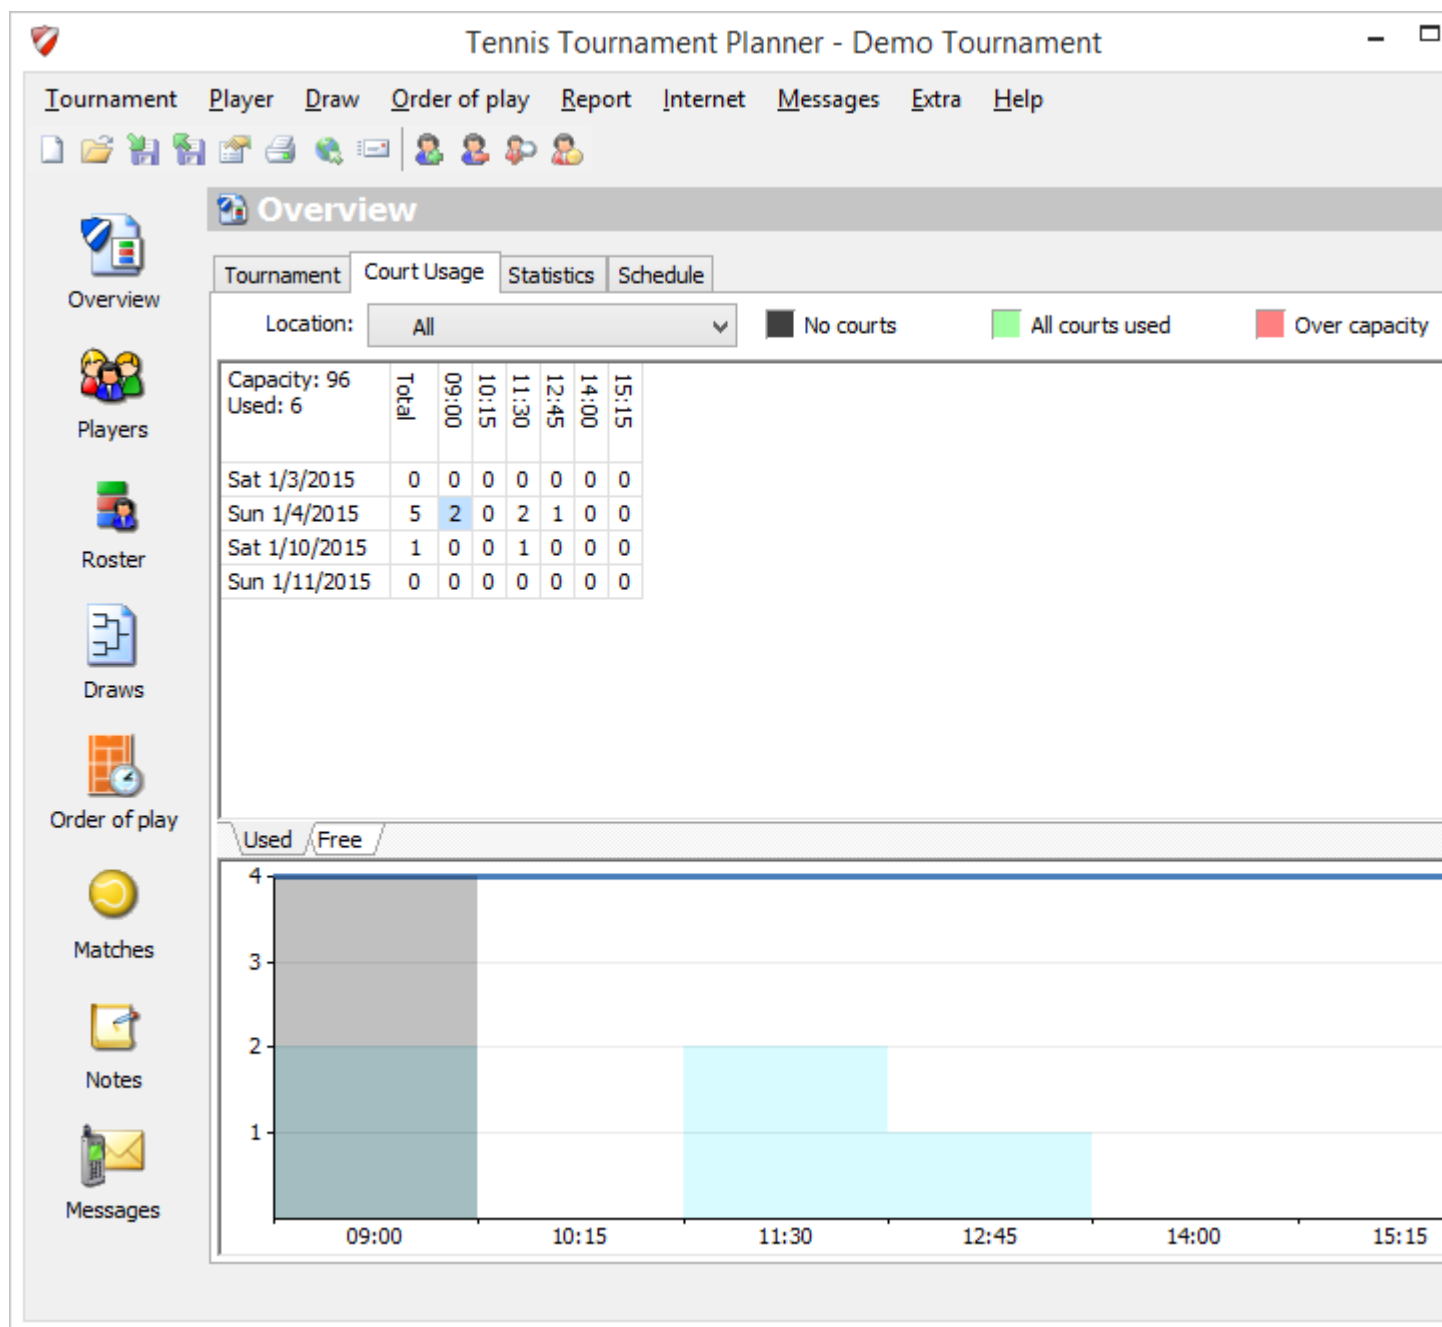 Tennis Tournament Planner - Demo Tournament
Tournament Player Draw Order of play Report Internet Messages Extra Help
Overview
Tournament Court Usage Statistics Schedule
Location: All No courts All courts used Over capacity
Capacity: 96
Used: 6
Total 09:00 10:15 11:30 12:45 14:00 15:15
Sat 1/3/2015 0 0 0 0 0 0 0
Sun 1/4/2015 5 2 0 2 1 0 0
Sat 1/10/2015 1 0 0 1 0 0 0
Sun 1/11/2015 0 0 0 0 0 0 0
Used Free
4
3
2
1
09:00 10:15 11:30 12:45 14:00 15:15
Overview
Players
Roster
Draws
Order of play
Matches
Notes
Messages